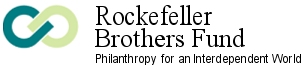 Rockefeller
Brothers Fund
Philanthropy for an Interdependent World